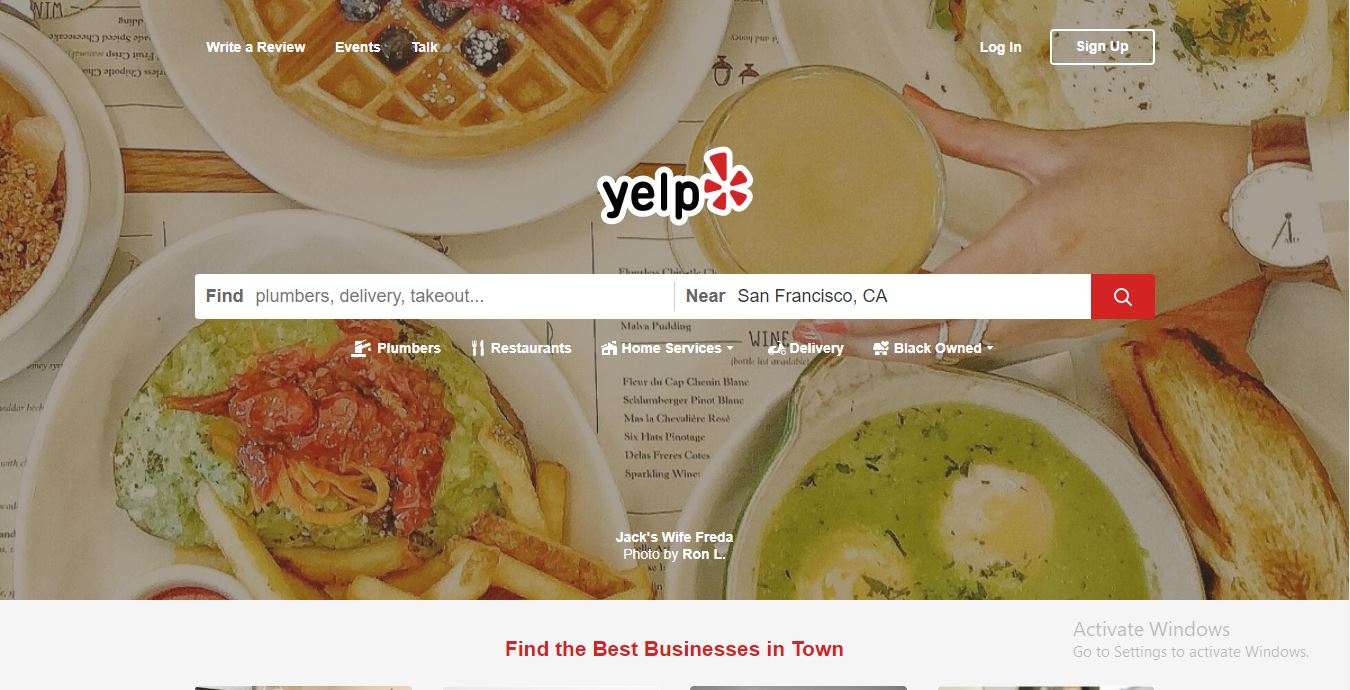 Write a Review Events Talk Log In Sign Up
yelp
Find plumbers, delivery, takeout... Near San Francisco, CA
Malva Pudding
Plumbers Restaurants Home Services Delivery Black Owned
WINE
(bottle list available)
Fleur du Cap Chenin Blanc
Schlumberger Pinot Blanc
Mas la Chevalière Rosé
Six Hats Pinotage
Delas Freres Cotes
Sparkling Wine:
Jack's Wife Freda
Photo by Ron L.
Find the Best Businesses in Town
Activate Windows
Go to Settings to activate Windows.